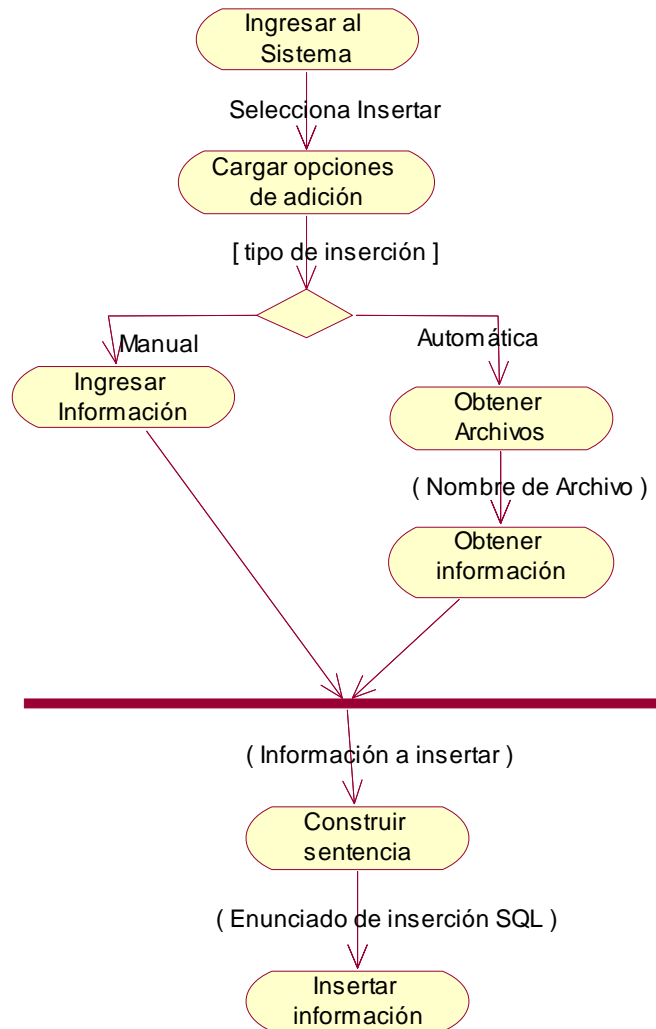 Ingresar al
Sistema
Selecciona Insertar
Cargar opciones
de adición
[ tipo de inserción ]
Manual
Automática
Ingresar
Información
Obtener
Archivos
( Nombre de Archivo )
Obtener
información
( Información a insertar )
Construir
sentencia
( Enunciado de inserción SQL )
Insertar
información